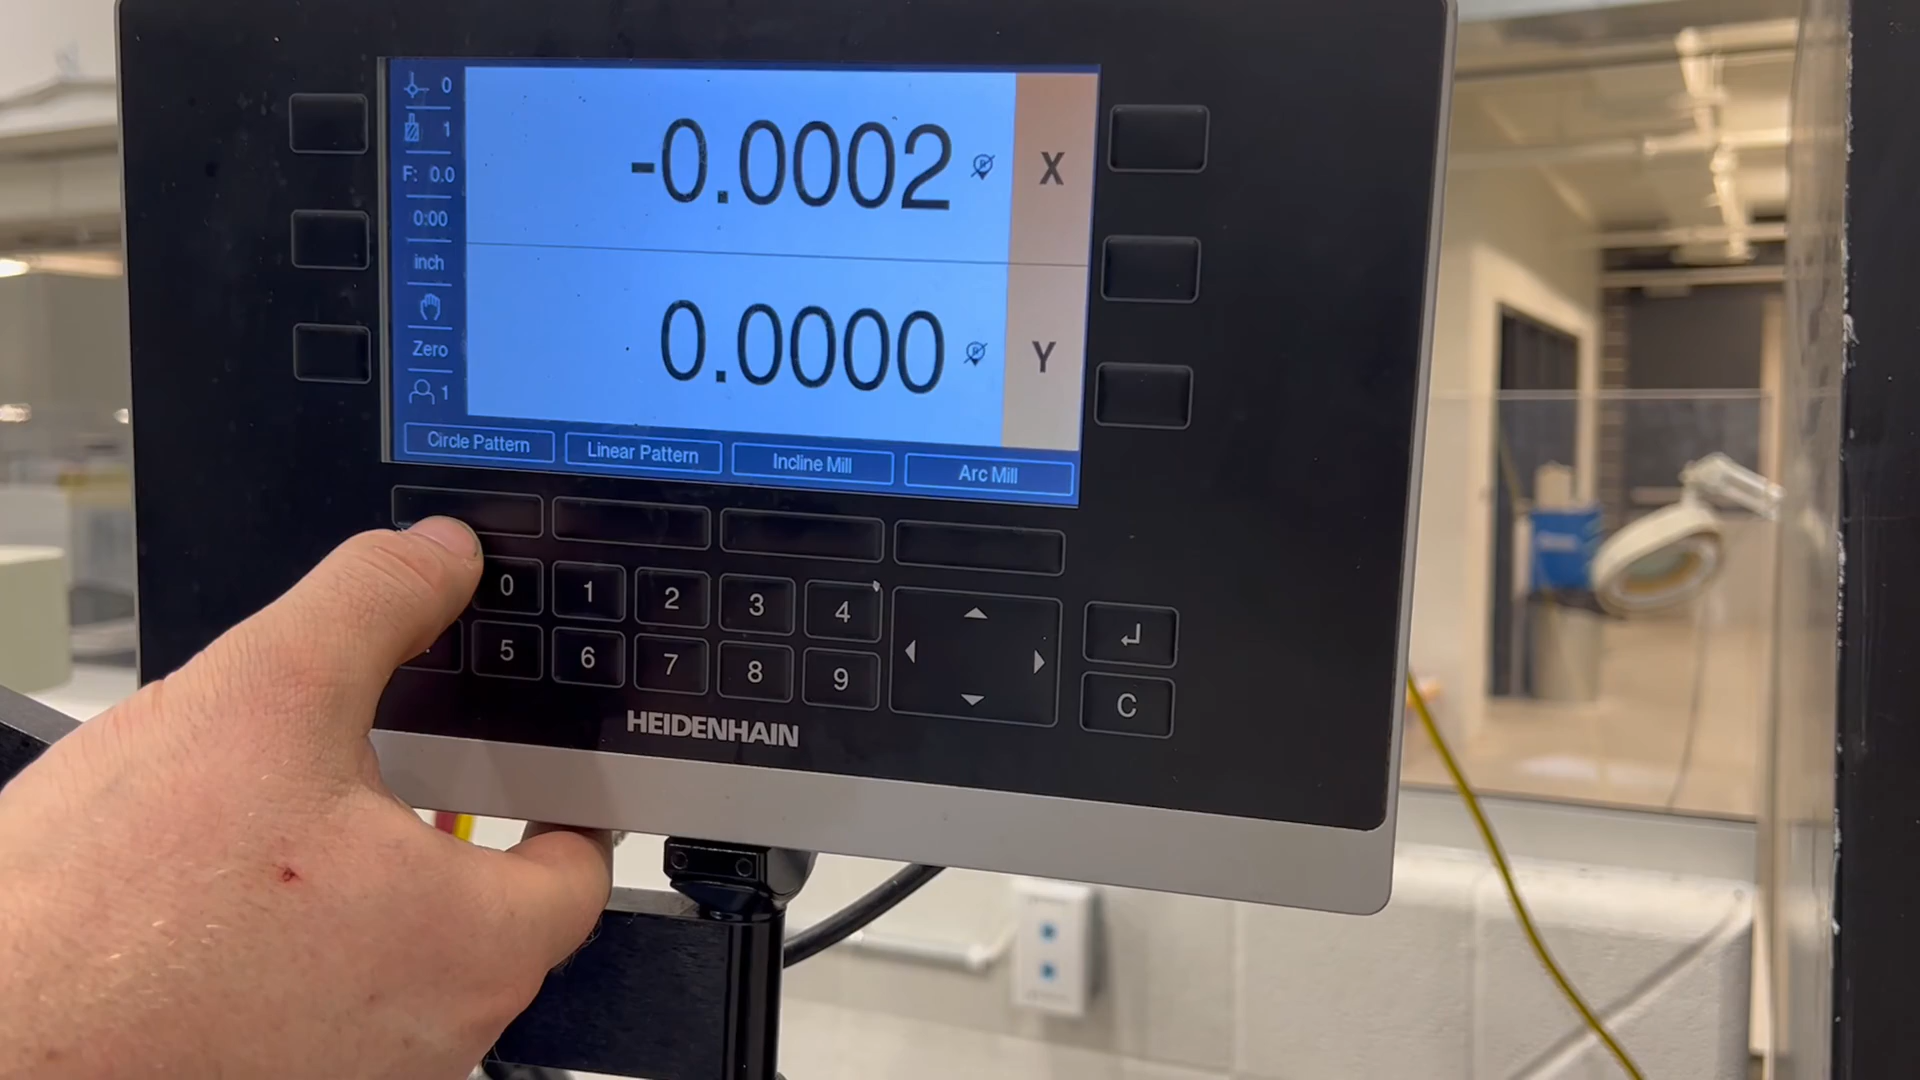 0
1
F: 0.0
0:00
inch
Zero
1
-0.0002 X
0.0000 Y
Circle Pattern Linear Pattern Incline Mill Arc Mill
0 1 2 3 4
5 6 7 8 9
C
HEIDENHAIN